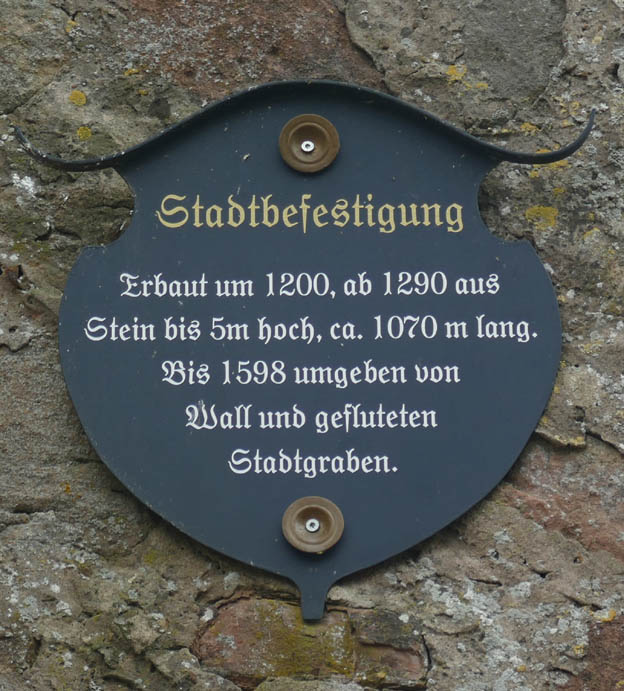 Stadtbefestigung
Erbaut um 1200, ab 1290 aus
Stein bis 5m hoch, ca. 1070 m lang.
Bis 1598 umgeben von
Wall und gefluteten
Stadtgraben.